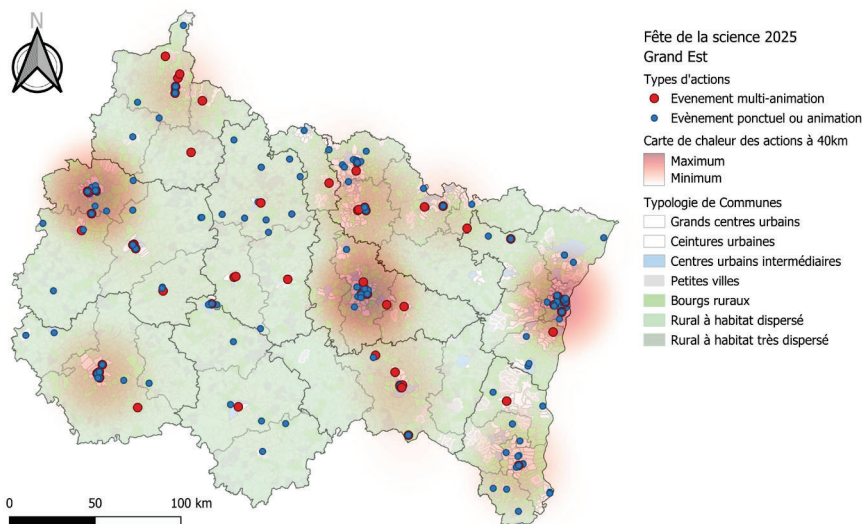 N
Fête de la science 2025
Grand Est
Types d'actions
Evenement multi-animation
Evènement ponctuel ou animation
Carte de chaleur des actions à 40km
Maximum
Minimum
Typologie de Communes
Grands centres urbains
Ceintures urbaines
Centres urbains intermédiaires
Petites villes
Bourgs ruraux
Rural à habitat dispersé
Rural à habitat très dispersé
0 50 100 km